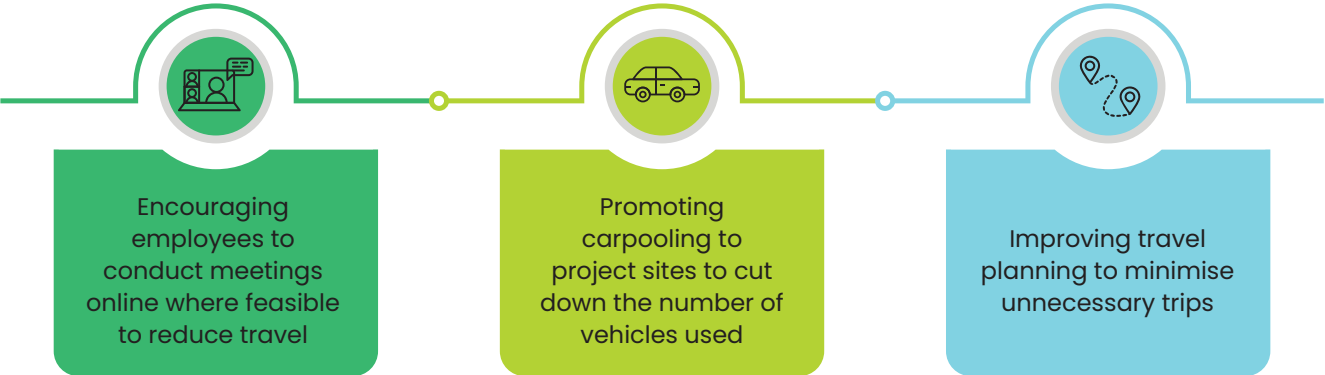 Encouraging
employees to
conduct meetings
online where feasible
to reduce travel
Promoting
carpooling to
project sites to cut
down the number of
vehicles used
Improving travel
planning to minimise
unnecessary trips